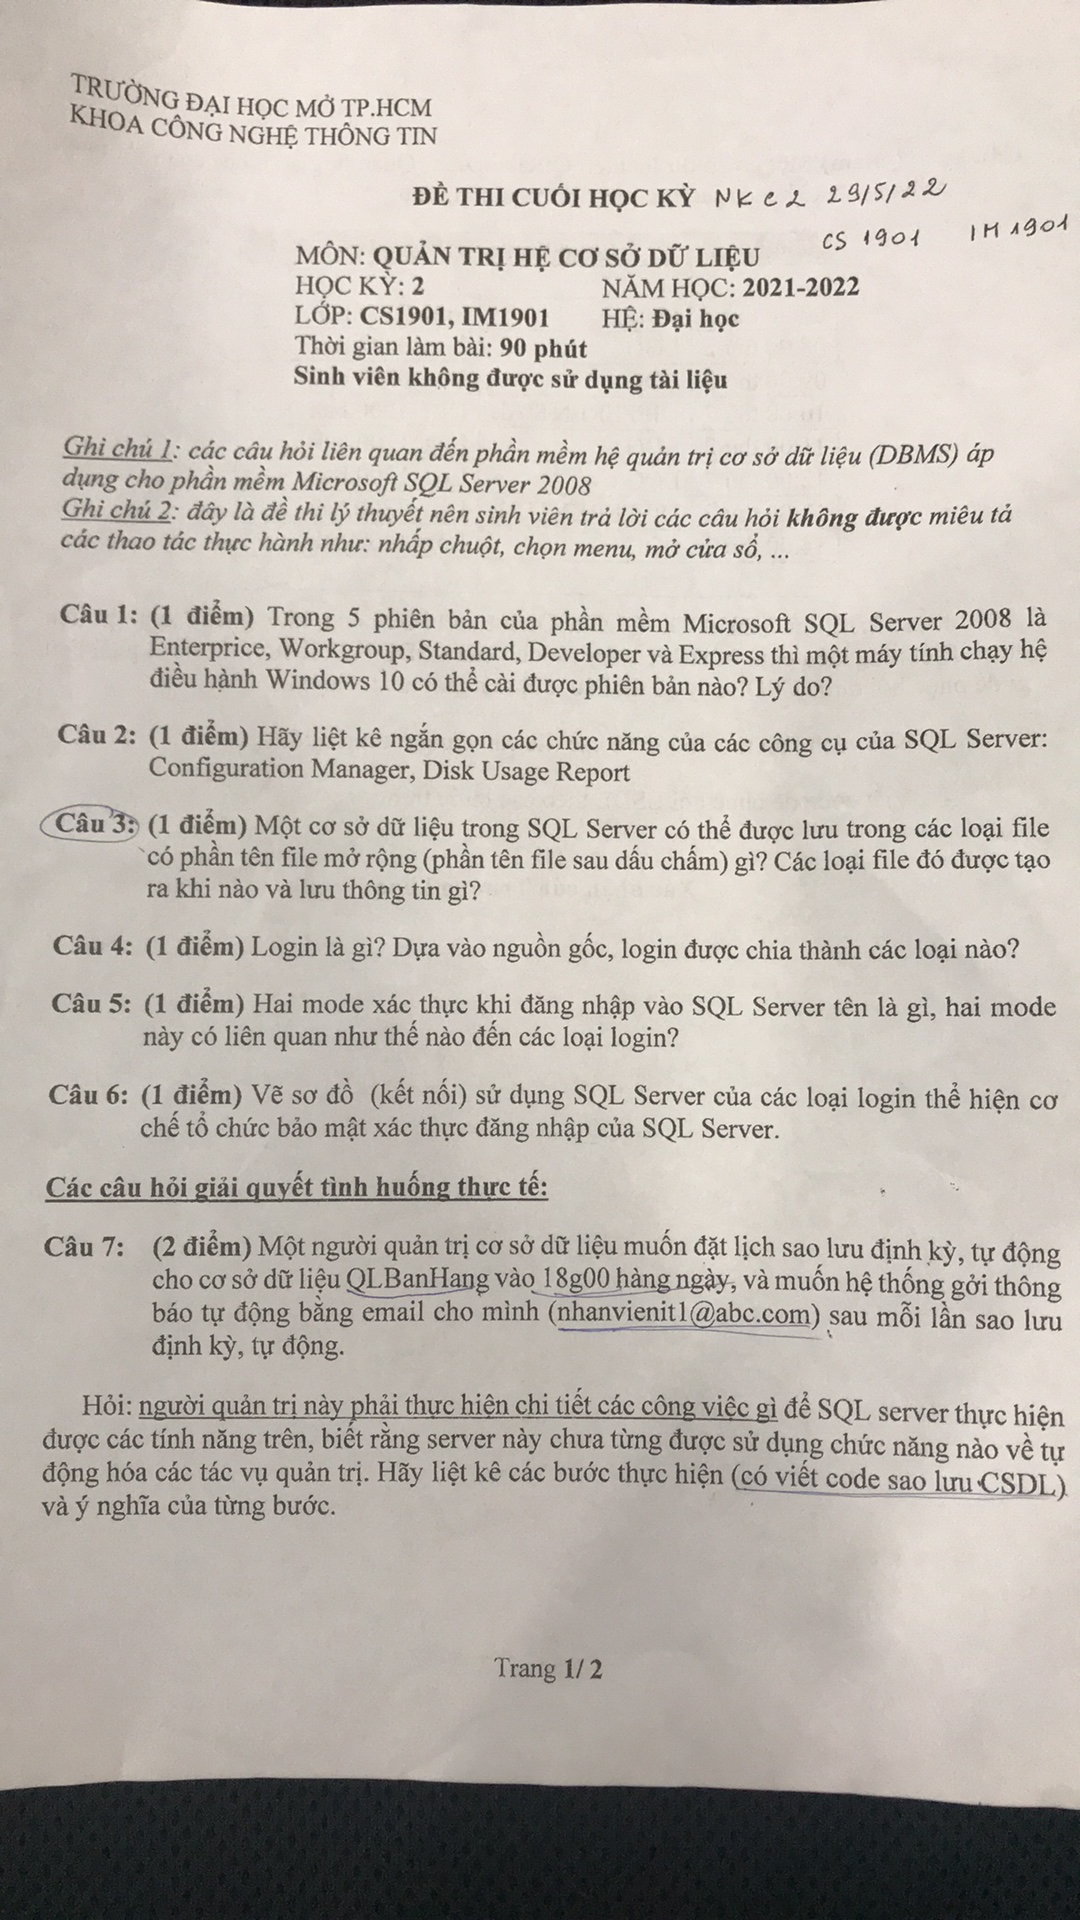 TRƯỜNG ĐẠI HỌC MỞ TP.HCM
KHOA CÔNG NGHỆ THÔNG TIN
ĐỀ THI CUỐI HỌC KỲ NK C2 29/5/22
CS 1901 IM 1901
MÔN: QUẢN TRỊ HỆ CƠ SỞ DỮ LIỆU
HỌC KỲ: 2 NĂM HỌC: 2021-2022
LỚP: CS1901, IM1901 HỆ: Đại học
Thời gian làm bài: 90 phút
Sinh viên không được sử dụng tài liệu
Ghi chú 1: các câu hỏi liên quan đến phần mềm hệ quản trị cơ sở dữ liệu (DBMS) áp
dụng cho phần mềm Microsoft SQL Server 2008
Ghi chú 2: đây là đề thi lý thuyết nên sinh viên trả lời các câu hỏi không được miêu tả
các thao tác thực hành như: nhấp chuột, chọn menu, mở cửa sổ, ...
Câu 1: (1 điểm) Trong 5 phiên bản của phần mềm Microsoft SQL Server 2008 là
Enterprice, Workgroup, Standard, Developer và Express thì một máy tính chạy hệ
điều hành Windows 10 có thể cài được phiên bản nào? Lý do?
Câu 2: (1 điểm) Hãy liệt kê ngắn gọn các chức năng của các công cụ của SQL Server:
Configuration Manager, Disk Usage Report
Câu 3: (1 điểm) Một cơ sở dữ liệu trong SQL Server có thể được lưu trong các loại file
có phần tên file mở rộng (phần tên file sau dấu chấm) gì? Các loại file đó được tạo
ra khi nào và lưu thông tin gì?
Câu 4: (1 điểm) Login là gì? Dựa vào nguồn gốc, login được chia thành các loại nào?
Câu 5: (1 điểm) Hai mode xác thực khi đăng nhập vào SQL Server tên là gì, hai mode
này có liên quan như thế nào đến các loại login?
Câu 6: (1 điểm) Vẽ sơ đồ (kết nối) sử dụng SQL Server của các loại login thể hiện cơ
chế tổ chức bảo mật xác thực đăng nhập của SQL Server.
Các câu hỏi giải quyết tình huống thực tế:
Câu 7: (2 điểm) Một người quản trị cơ sở dữ liệu muốn đặt lịch sao lưu định kỳ, tự động
cho cơ sở dữ liệu QLBanHang vào 18g00 hàng ngày, và muốn hệ thống gởi thông
báo tự động bằng email cho mình (nhanvienit1@abc.com) sau mỗi lần sao lưu
định kỳ, tự động.
Hỏi: người quản trị này phải thực hiện chi tiết các công việc gì để SQL server thực hiện
được các tính năng trên, biết rằng server này chưa từng được sử dụng chức năng nào về tự
động hóa các tác vụ quản trị. Hãy liệt kê các bước thực hiện (có viết code sao lưu CSDL)
và ý nghĩa của từng bước.
Trang 1/ 2